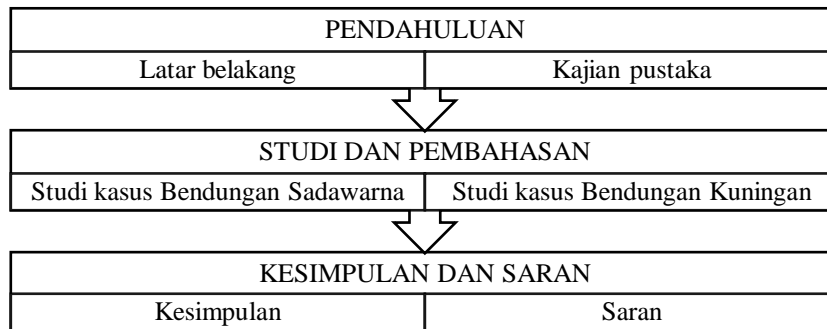 PENDAHULUAN
Latar belakang
Kajian pustaka
STUDI DAN PEMBAHASAN
Studi kasus Bendungan Sadawarna
Studi kasus Bendungan Kuningan
KESIMPULAN DAN SARAN
Kesimpulan
Saran